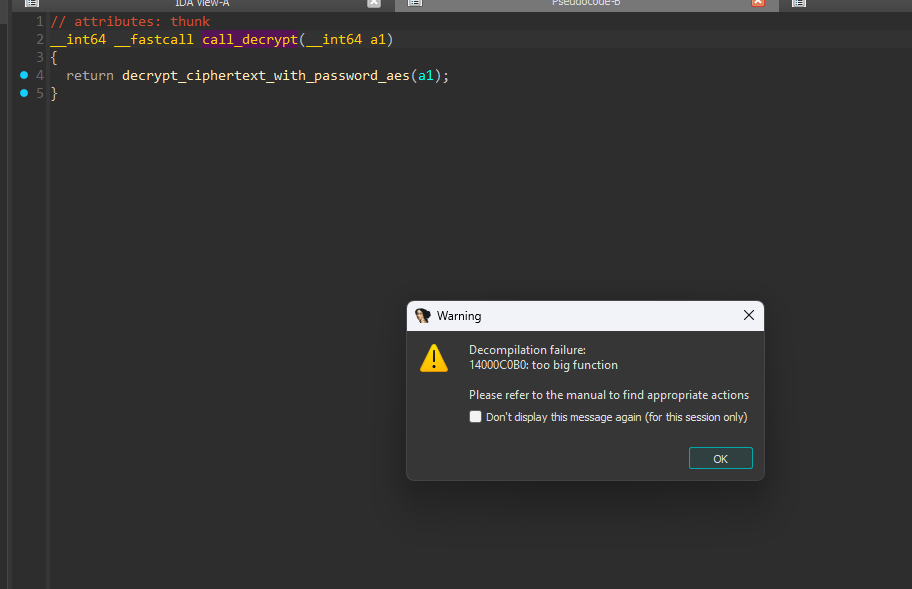 IDA View-A
Pseudocode-B
1 // attributes: thunk
2 __int64 __fastcall call_decrypt(__int64 a1)
3 {
4 return decrypt_ciphertext_with_password_aes(a1);
5 }
Warning
Decompilation failure:
14000C0B0: too big function
Please refer to the manual to find appropriate actions
Don't display this message again (for this session only)
OK